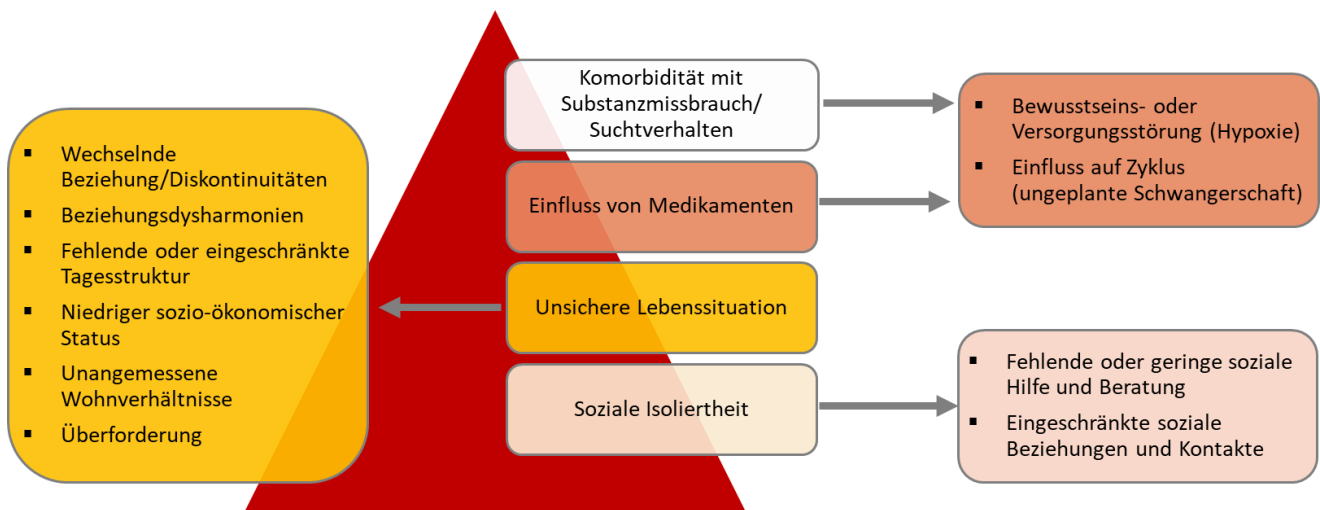 Komorbidität mit
Substanzmissbrauch/
Suchtverhalten
▪ Bewusstseins- oder
Versorgungsstörung (Hypoxie)
▪ Einfluss auf Zyklus
(ungeplante Schwangerschaft)
Einfluss von Medikamenten
▪ Wechselnde
Beziehung/Diskontinuitäten
▪ Beziehungsdysharmonien
▪ Fehlende oder eingeschränkte
Tagesstruktur
▪ Niedriger sozio-ökonomischer
Status
▪ Unangemessene
Wohnverhältnisse
▪ Überforderung
Unsichere Lebenssituation
Soziale Isoliertheit
▪ Fehlende oder geringe soziale
Hilfe und Beratung
▪ Eingeschränkte soziale
Beziehungen und Kontakte